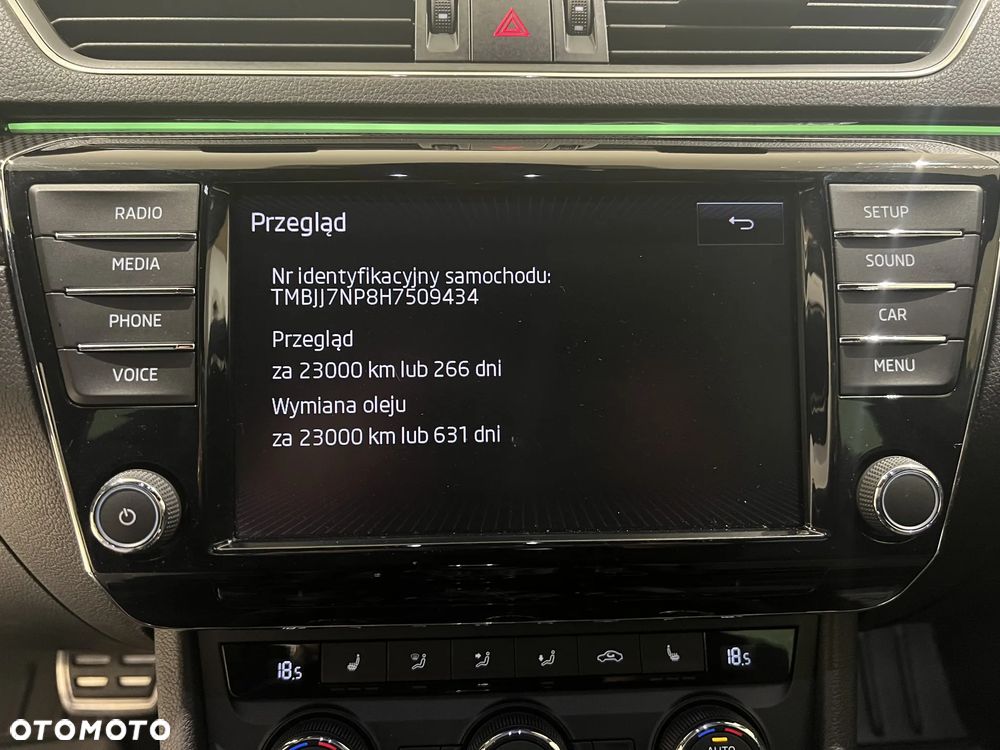 Przegląd
Nr identyfikacyjny samochodu:
TMBJJ7NP8H7509434
Przegląd
za 23000 km lub 266 dni
Wymiana oleju
za 23000 km lub 631 dni
RADIO
MEDIA
PHONE
VOICE
SETUP
SOUND
CAR
MENU
18.5
18.5
AUTO
OTOMOTO